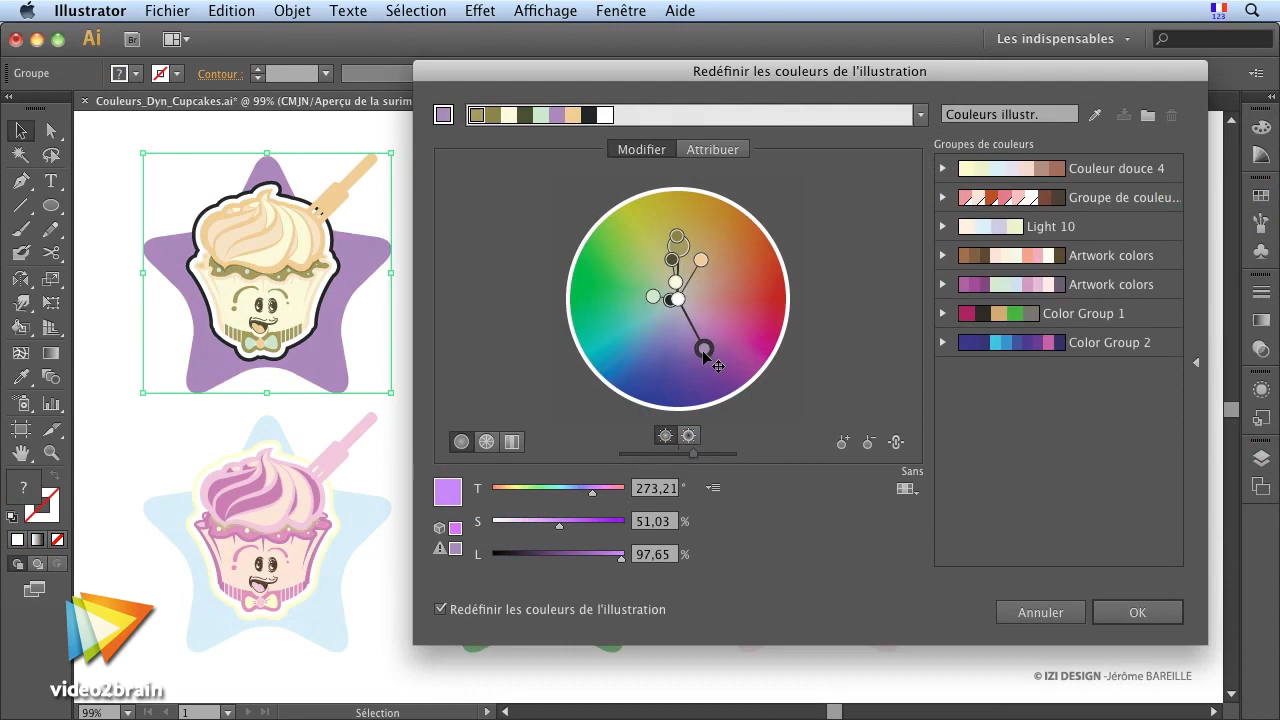 Illustrator Fichier Edition Objet Texte Sélection Effet Affichage Fenêtre Aide 123
Ai Br Les indispensables
Groupe ? Contour :
Redéfinir les couleurs de l'illustration
Couleurs_Dyn_Cupcakes.ai* @ 99% (CMJN/Aperçu de la surim
Couleurs illustr.
Modifier Attribuer
Groupes de couleurs
Couleur douce 4
Groupe de couleu...
Light 10
Artwork colors
Artwork colors
Color Group 1
Color Group 2
Sans
T 273,21 °
S 51,03 %
L 97,65 %
?
Redéfinir les couleurs de l'illustration
Annuler OK
video2brain
© IZI DESIGN -Jérôme BAREILLE
99% 1 Sélection